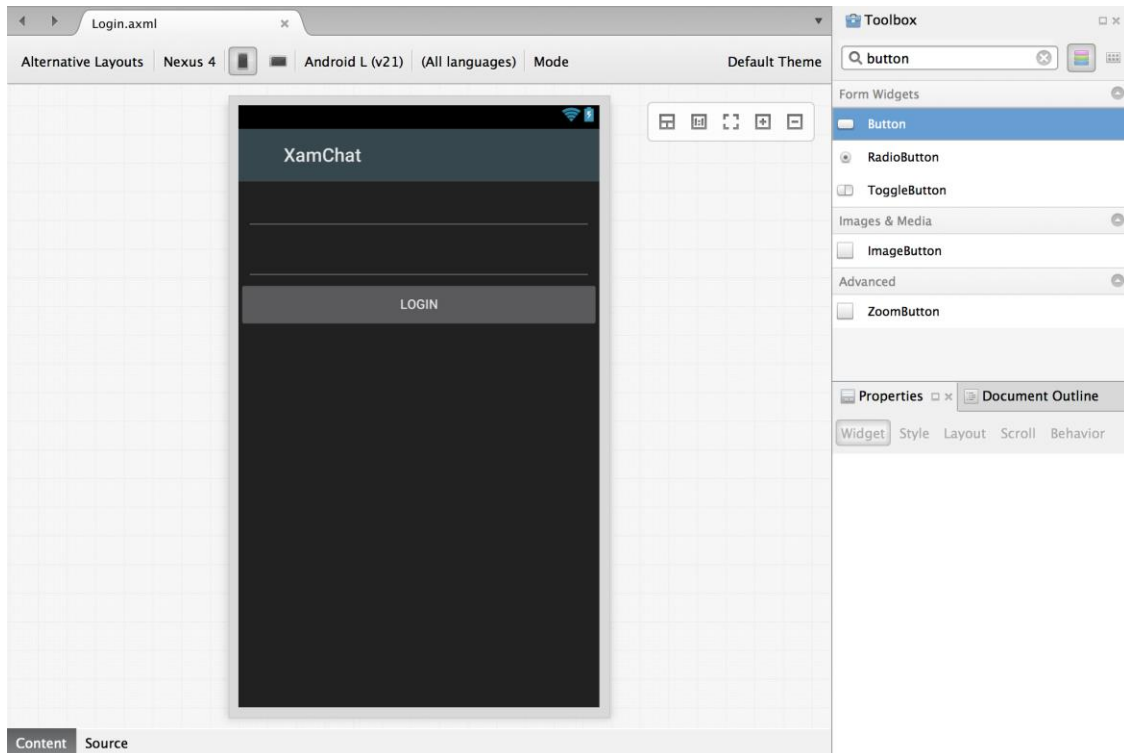 Login.axml
Toolbox
Alternative Layouts Nexus 4 Android L (v21) (All languages) Mode Default Theme
button
Form Widgets
Button
RadioButton
ToggleButton
Images & Media
ImageButton
Advanced
ZoomButton
XamChat
LOGIN
Properties Document Outline
Widget Style Layout Scroll Behavior
Content Source